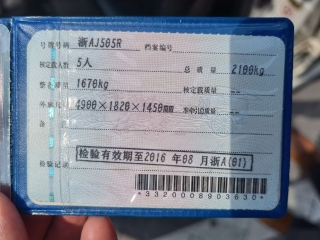 号牌号码 浙AJ505R 档案编号
核定载人数 5人 总质量 2100kg
整备质量 1670kg 核定载质量 --
外廓尺寸 4900×1820×1450mm 准牵引总质量 --
备注
检验记录
检验有效期至2016年08月浙A(01)
*3320008903630*